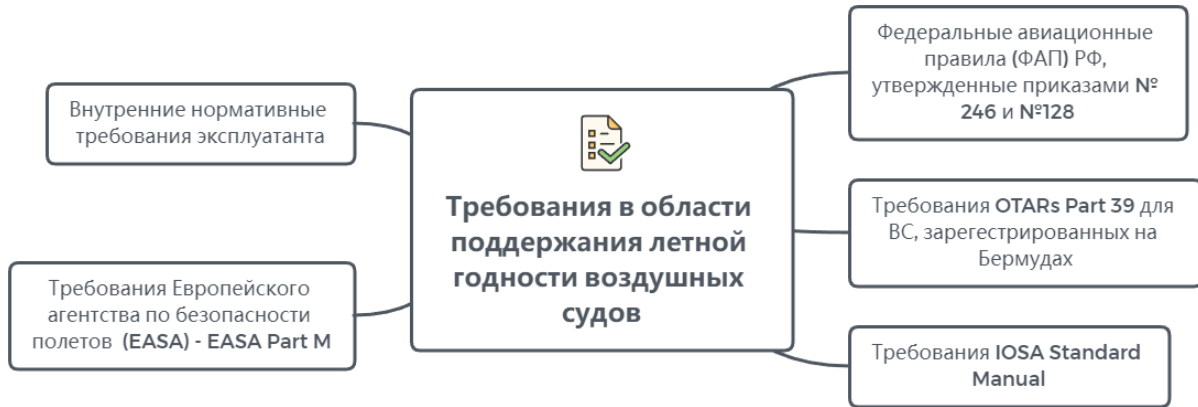 Внутренние нормативные
требования эксплуатанта
Требования Европейского
агентства по безопасности
полетов (EASA) - EASA Part M
Требования в области
поддержания летной
годности воздушных
судов
Федеральные авиационные
правила (ФАП) РФ,
утвержденные приказами №
246 и №128
Требования OTARs Part 39 для
ВС, зарегестрированных на
Бермудах
Требования IOSA Standard
Manual